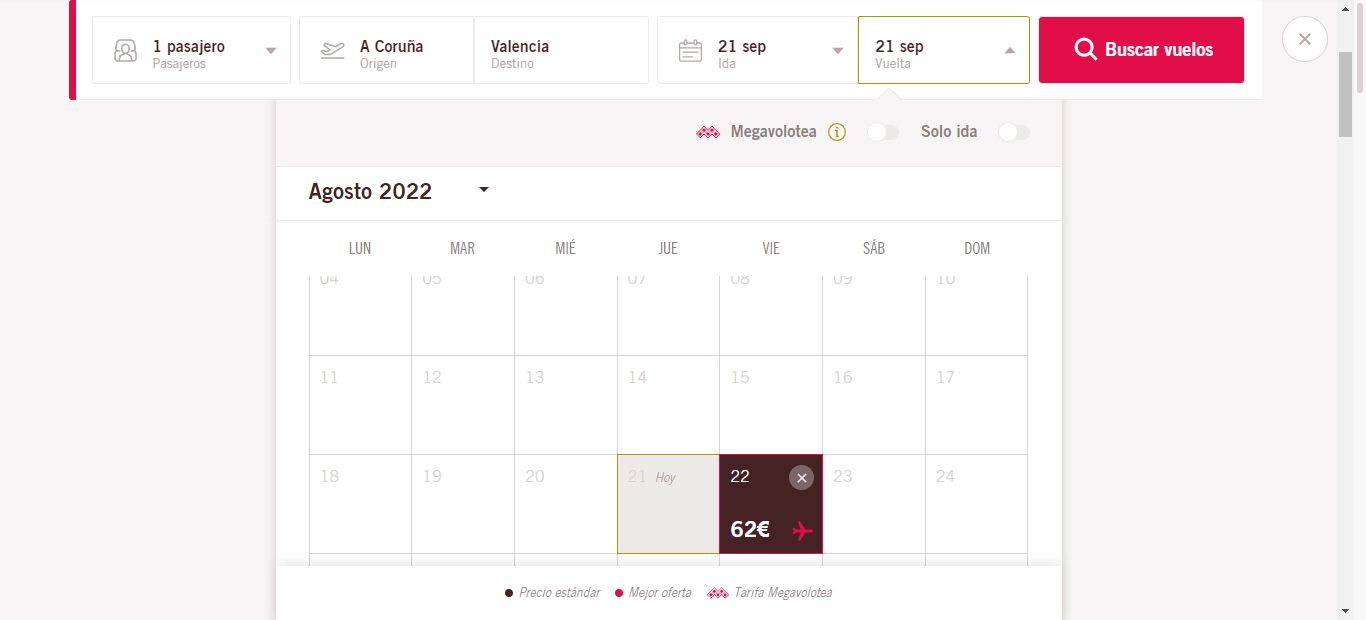 1 pasajero
Pasajeros
A Coruña
Origen
Valencia
Destino
21 sep
Ida
21 sep
Vuelta
Buscar vuelos
Megavolotea
Solo ida
Agosto 2022
LUN MAR MIÉ JUE VIE SÁB DOM
04 05 06 07 08 09 10
11 12 13 14 15 16 17
18 19 20 21 Hoy 22 23 24
62€
Precio estándar Mejor oferta Tarifa Megavolotea